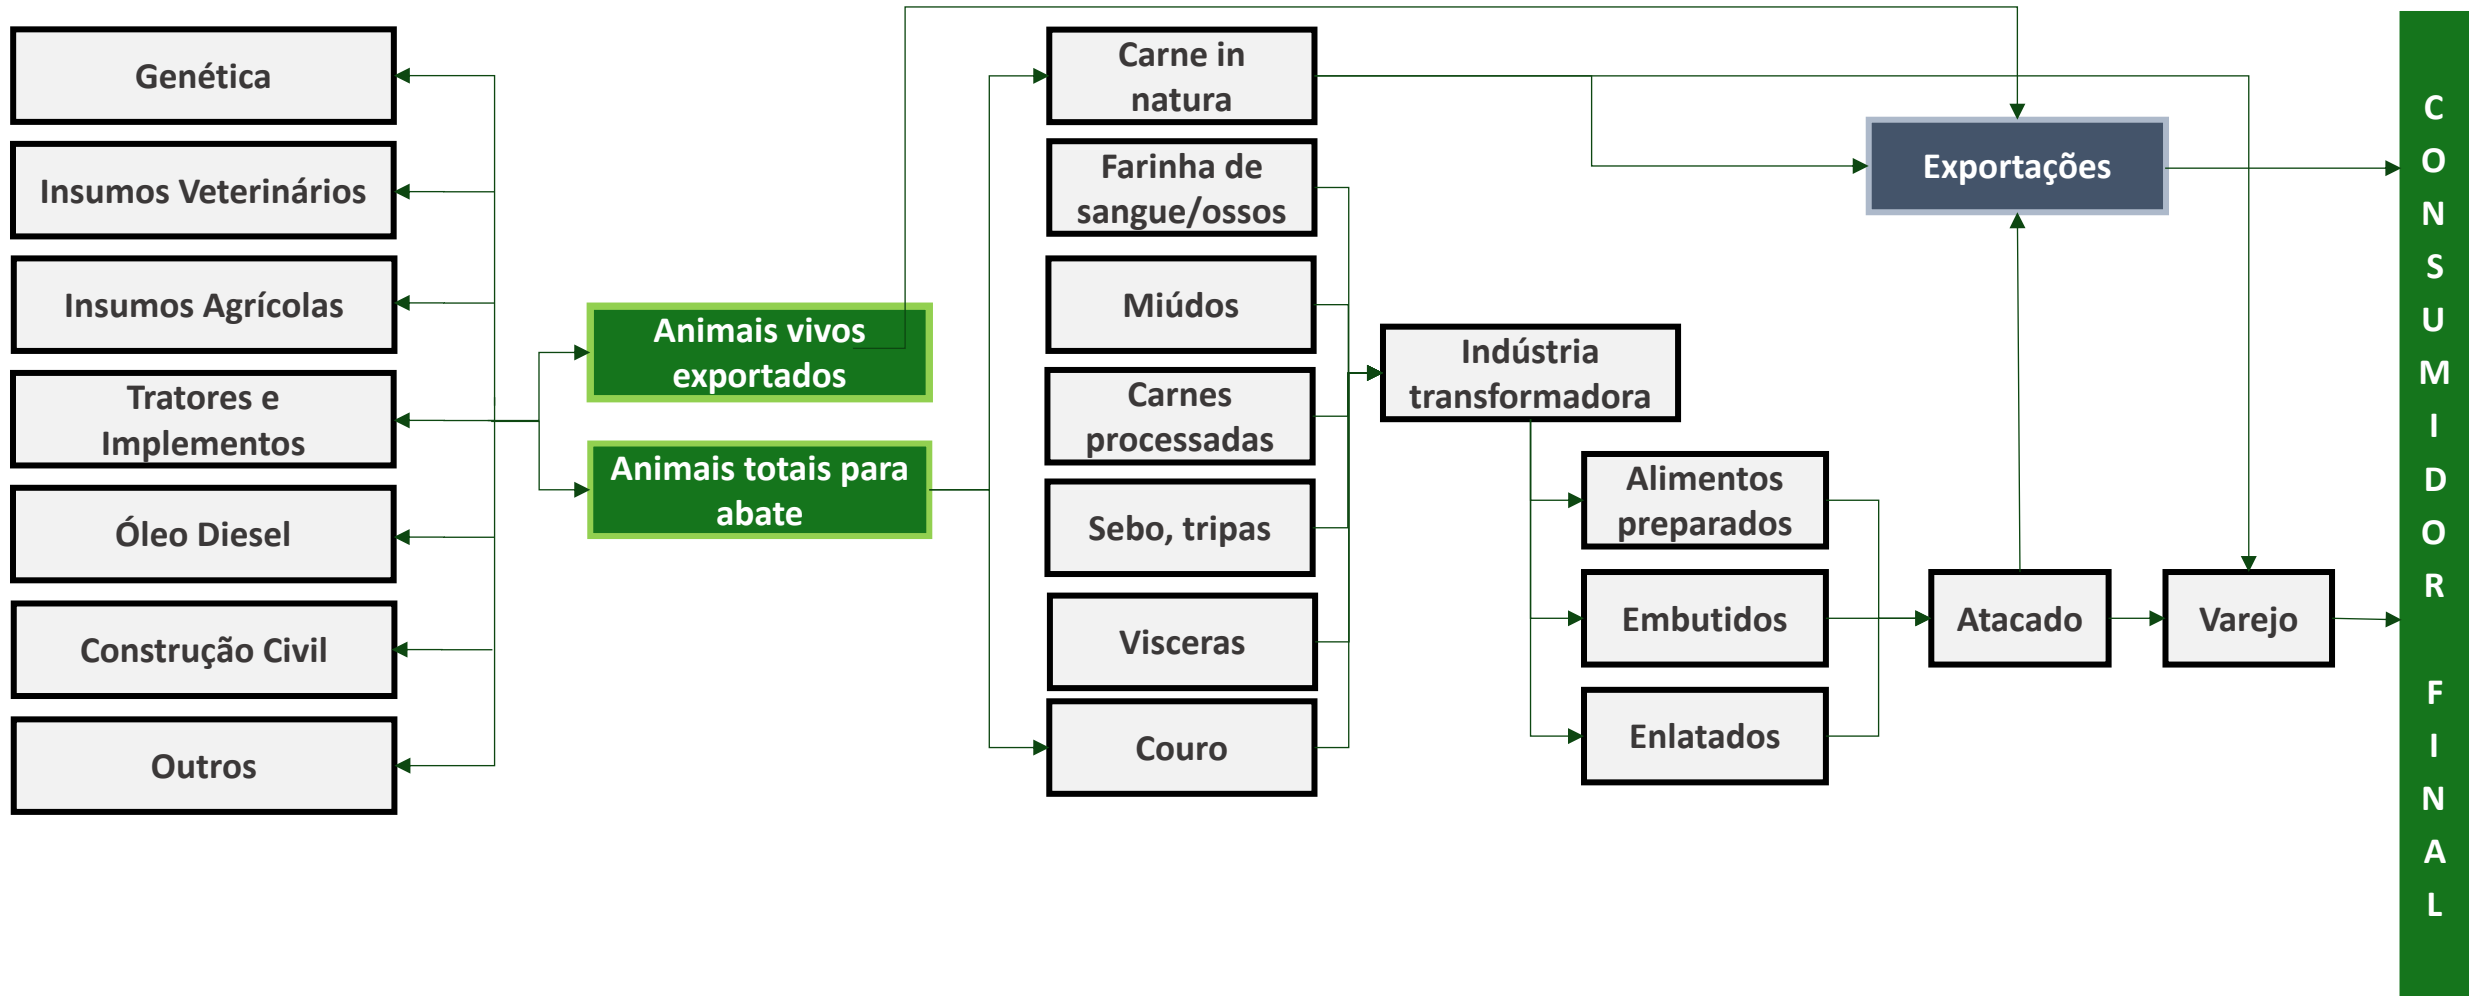 Genética
Insumos Veterinários
Insumos Agrícolas
Tratores e
Implementos
Óleo Diesel
Construção Civil
Outros
Animais vivos
exportados
Animais totais para
abate
Carne in
natura
Farinha de
sangue/ossos
Miúdos
Carnes
processadas
Sebo, tripas
Visceras
Couro
Indústria
transformadora
Alimentos
preparados
Embutidos
Enlatados
Exportações
Atacado
Varejo
C
O
N
S
U
M
I
D
O
R
F
I
N
A
L